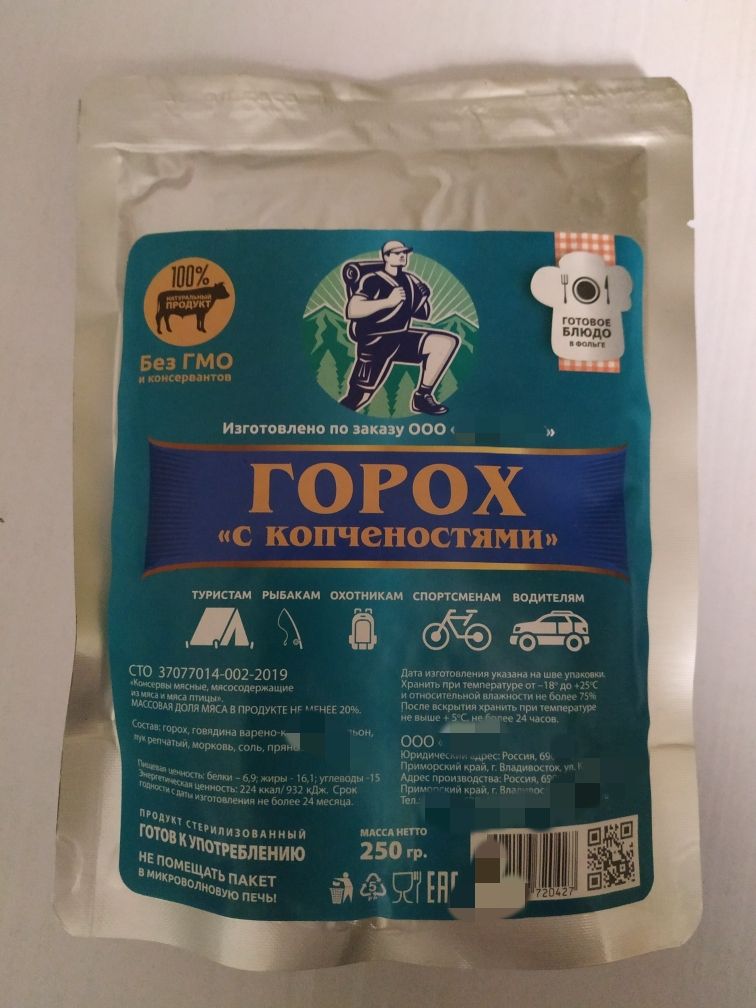 100%
НАТУРАЛЬНЫЙ
ПРОДУКТ
Без ГМО
и консервантов
ГОТОВОЕ
БЛЮДО
В ФОЛЬГЕ
Изготовлено по заказу ООО « »
ГОРОХ
«с копченостями»
ТУРИСТАМ РЫБАКАМ ОХОТНИКАМ СПОРТСМЕНАМ ВОДИТЕЛЯМ
СТО 37077014-002-2019
«Консервы мясные, мясосодержащие
из мяса и мяса птицы».
МАССОВАЯ ДОЛЯ МЯСА В ПРОДУКТЕ НЕ МЕНЕЕ 20%.
Состав: горох, говядина варено-к
лук репчатый, морковь, соль,
Пищевая ценность: белки – 6,9; жиры - 16,1; углеводы -15
Энергетическая ценность: 224 ккал/ 932 кДж. Срок
годности с даты изготовления не более 24 месяца.
ПРОДУКТ СТЕРИЛИЗОВАННЫЙ
ГОТОВ К УПОТРЕБЛЕНИЮ
НЕ ПОМЕЩАТЬ ПАКЕТ
В МИКРОВОЛНОВУЮ ПЕЧЬ!
Дата изготовления указана на шве упаковки.
Хранить при температуре от –18° до +25°С
и относительной влажности не более 75%
После вскрытия хранить при температуре
не выше + 5°С, не более 24 часов.
ООО «
Юридический адрес: Россия, 69
Приморский край, г. Владивосток, ул. К
Адрес производства: Россия, 69
Приморский край, г. Владивос
Тел.:
МАССА НЕТТО
250 гр.
5
EAC
720427